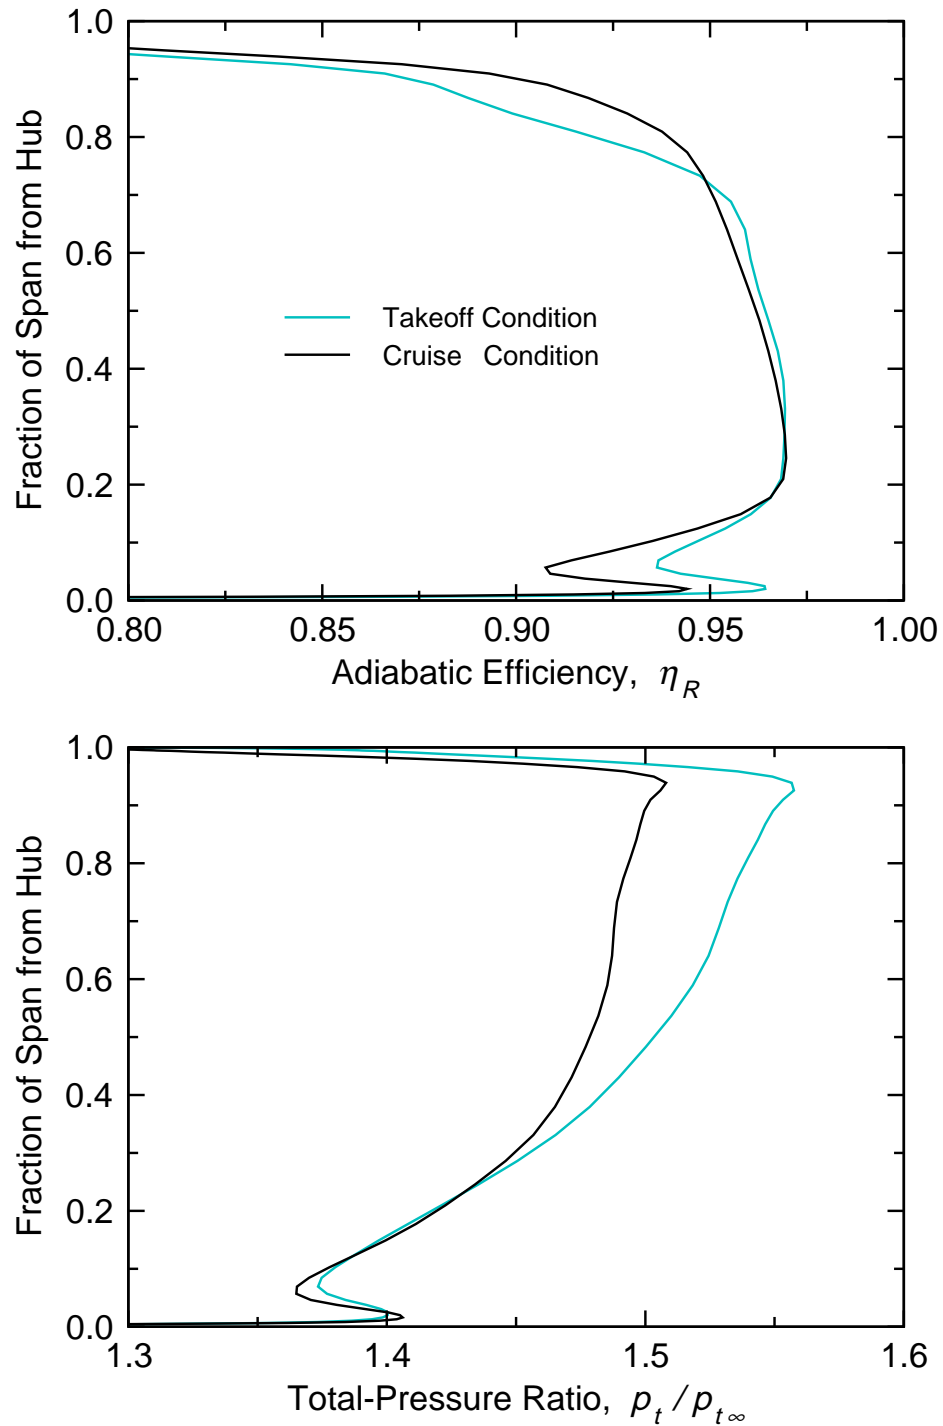 1.0
0.8
0.6
0.4
0.2
0.0
Fraction of Span from Hub
Takeoff Condition
Cruise Condition
0.80 0.85 0.90 0.95 1.00
Adiabatic Efficiency, η_R
1.0
0.8
0.6
0.4
0.2
0.0
Fraction of Span from Hub
1.3 1.4 1.5 1.6
Total-Pressure Ratio, p_t / p_t∞